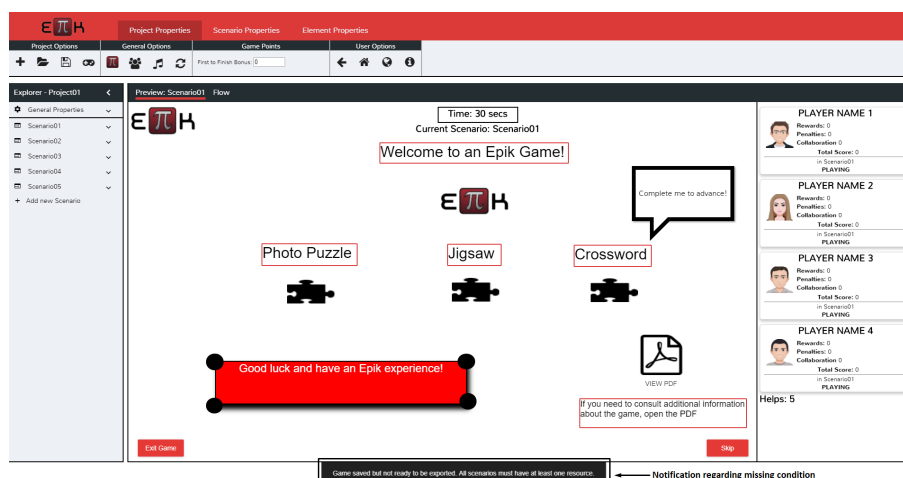 EπK
Project Properties
Scenario Properties
Element Properties
Project Options
General Options
Game Points
User Options
First to Finish Bonus: 0
Explorer - Project01
Preview: Scenario01
Flow
General Properties
Scenario01
Scenario02
Scenario03
Scenario04
Scenario05
+ Add new Scenario
EπK
Time: 30 secs
Current Scenario: Scenario01
Welcome to an Epik Game!
EπK
Complete me to advance!
Photo Puzzle
Jigsaw
Crossword
Good luck and have an Epik experience!
VIEW PDF
If you need to consult additional information
about the game, open the PDF
Exit Game
Skip
PLAYER NAME 1
Rewards: 0
Penalties: 0
Collaboration 0
Total Score: 0
in Scenario01
PLAYING
PLAYER NAME 2
Rewards: 0
Penalties: 0
Collaboration 0
Total Score: 0
in Scenario01
PLAYING
PLAYER NAME 3
Rewards: 0
Penalties: 0
Collaboration 0
Total Score: 0
in Scenario01
PLAYING
PLAYER NAME 4
Rewards: 0
Penalties: 0
Collaboration 0
Total Score: 0
in Scenario01
PLAYING
Helps: 5
Game saved but not ready to be exported. All scenarios must have at least one resource.
Notification regarding missing condition